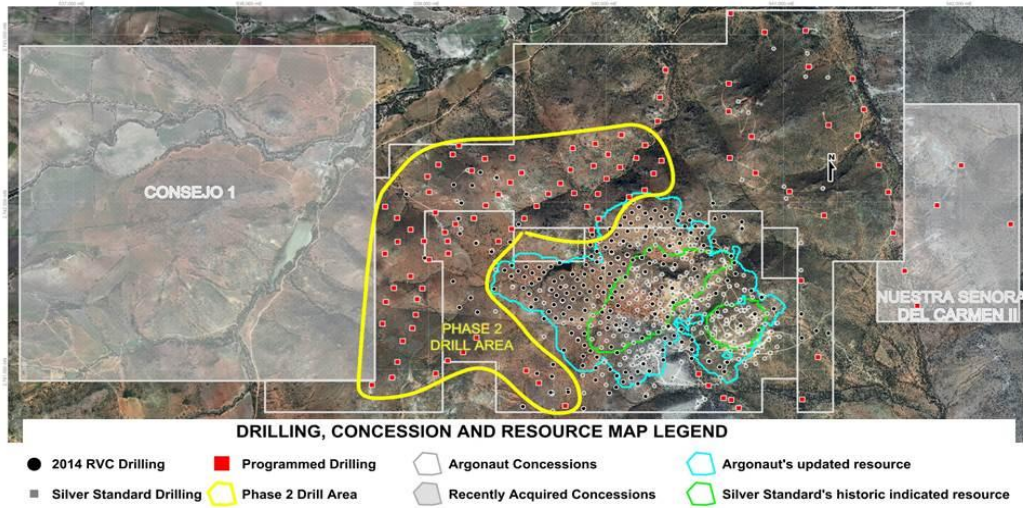 CONSEJO 1
N
NUESTRA SENORA
DEL CARMEN II
PHASE 2
DRILL AREA
DRILLING, CONCESSION AND RESOURCE MAP LEGEND
2014 RVC Drilling
Programmed Drilling
Argonaut Concessions
Argonaut's updated resource
Silver Standard Drilling
Phase 2 Drill Area
Recently Acquired Concessions
Silver Standard's historic indicated resource